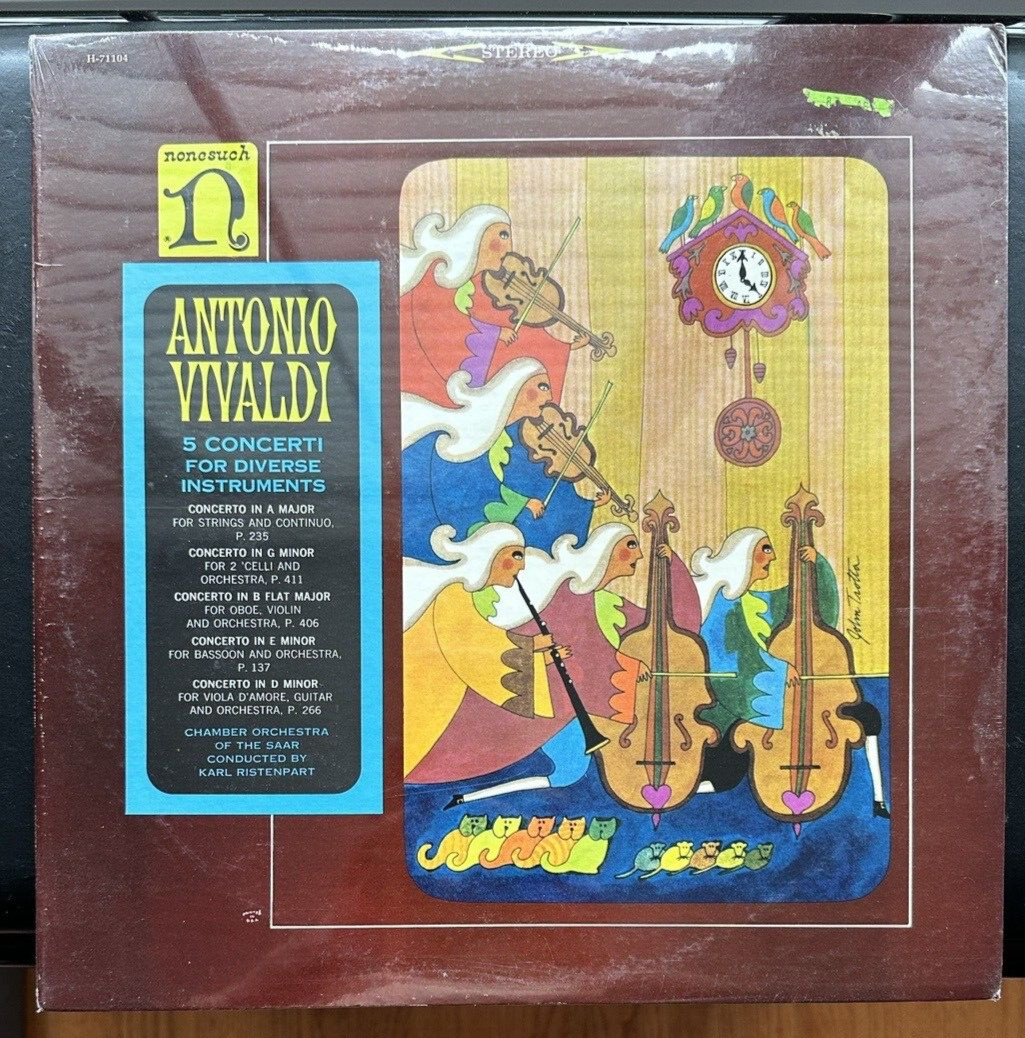 H-71104
STEREO
nonesuch
n
ANTONIO
VIVALDI
5 CONCERTI
FOR DIVERSE
INSTRUMENTS
CONCERTO IN A MAJOR
FOR STRINGS AND CONTINUO,
P. 235
CONCERTO IN G MINOR
FOR 2 'CELLI AND
ORCHESTRA, P. 411
CONCERTO IN B FLAT MAJOR
FOR OBOE, VIOLIN
AND ORCHESTRA, P. 406
CONCERTO IN E MINOR
FOR BASSOON AND ORCHESTRA,
P. 137
CONCERTO IN D MINOR
FOR VIOLA D'AMORE, GUITAR
AND ORCHESTRA, P. 266
CHAMBER ORCHESTRA
OF THE SAAR
CONDUCTED BY
KARL RISTENPART
John Trotta